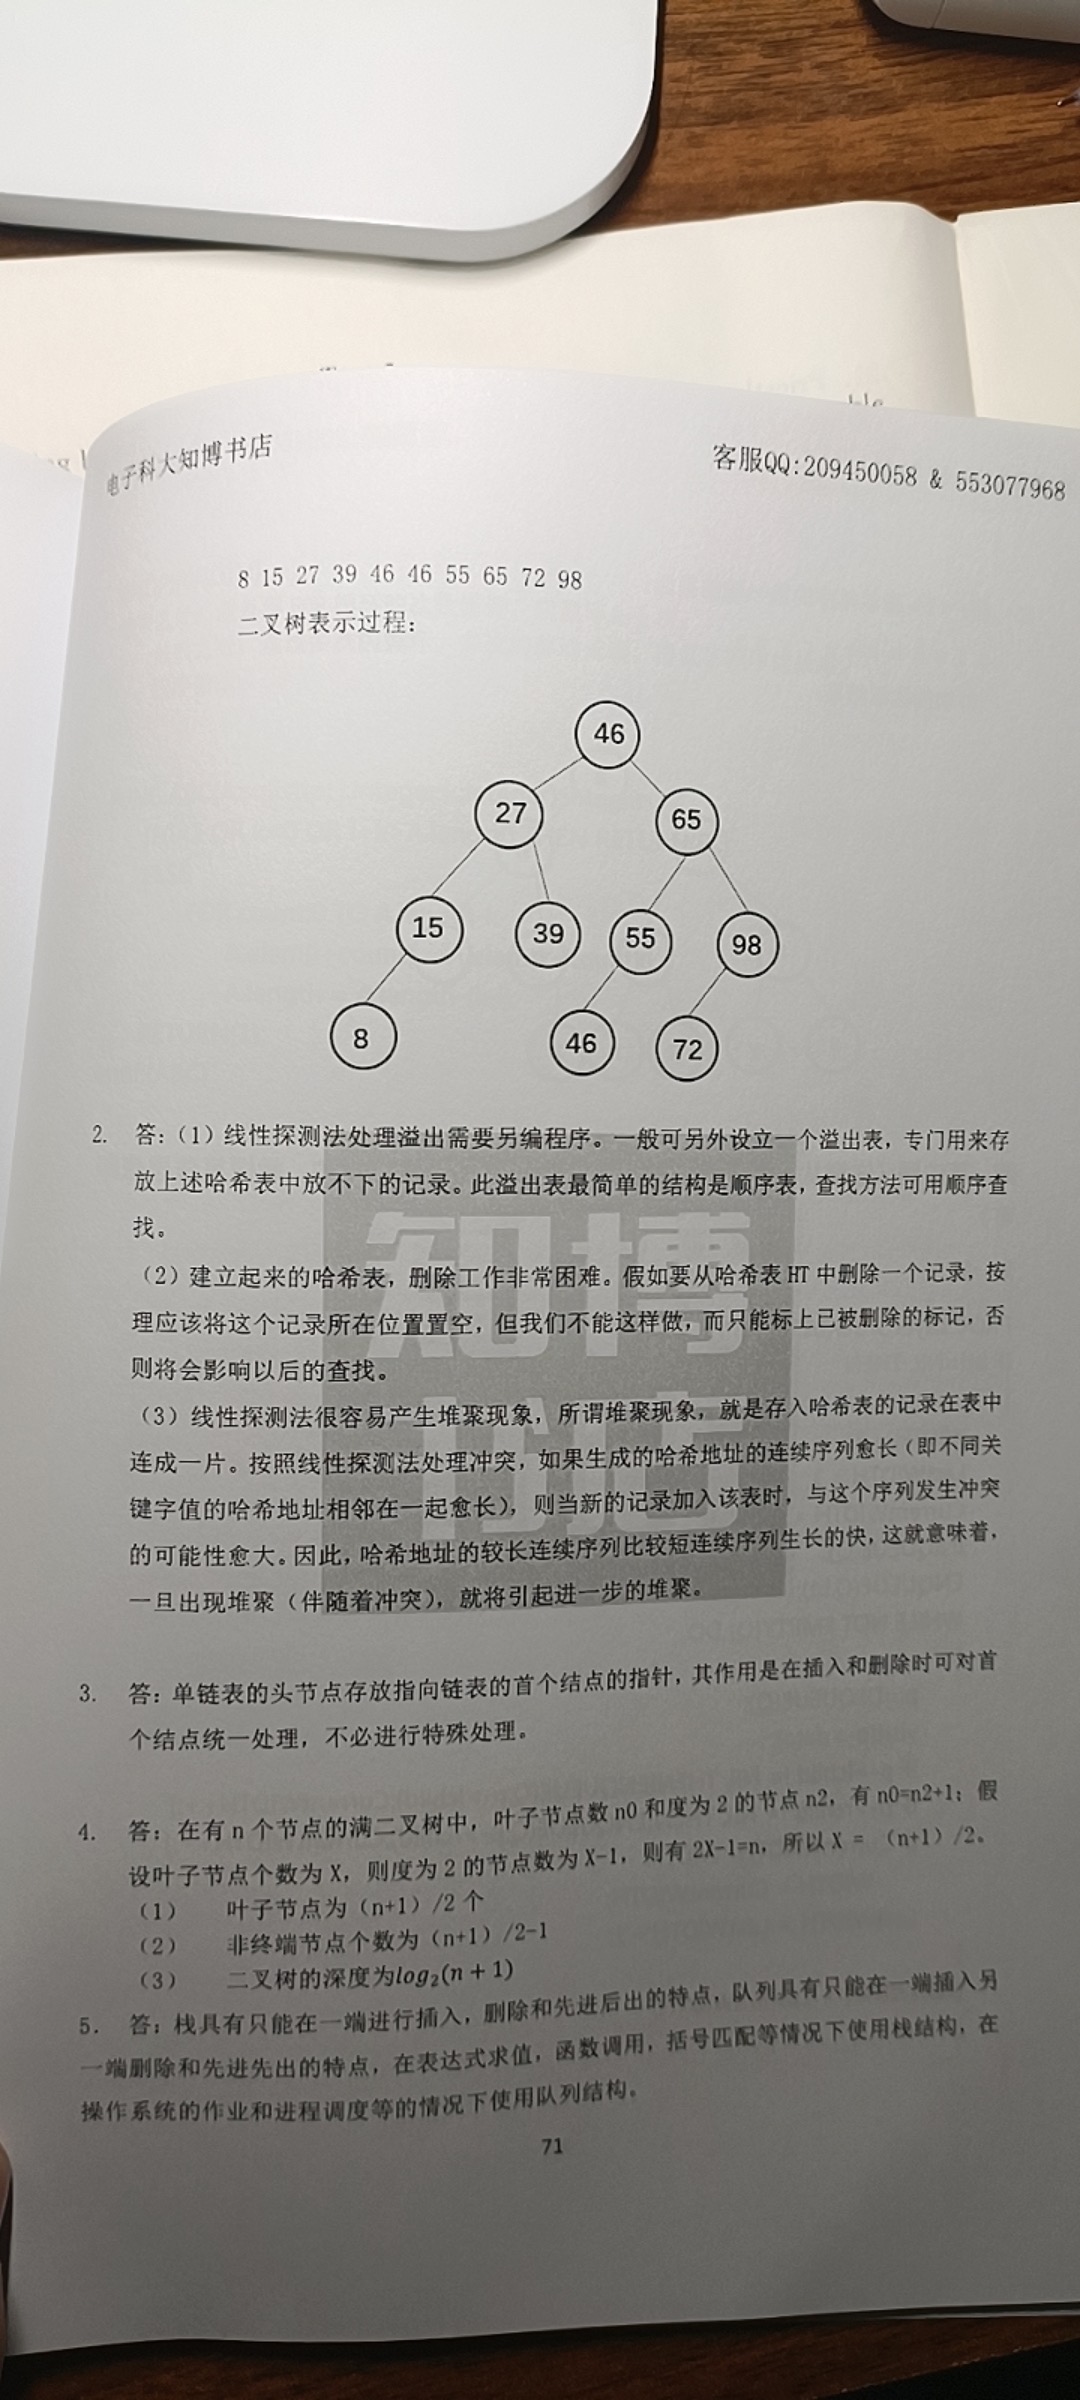 电子科大知博书店
客服QQ:209450058 & 553077968
8 15 27 39 46 46 55 65 72 98
二叉树表示过程:
46
27
65
15
39
55
98
8
46
72
2. 答:(1)线性探测法处理溢出需要另编程序。一般可另外设立一个溢出表,专门用来存
放上述哈希表中放不下的记录。此溢出表最简单的结构是顺序表,查找方法可用顺序查
找。
(2)建立起来的哈希表,删除工作非常困难。假如要从哈希表 HT 中删除一个记录,按
理应该将这个记录所在位置置空,但我们不能这样做,而只能标上已被删除的标记,否
则将会影响以后的查找。
(3)线性探测法很容易产生堆聚现象,所谓堆聚现象,就是存入哈希表的记录在表中
连成一片。按照线性探测法处理冲突,如果生成的哈希地址的连续序列愈长(即不同关
键字值的哈希地址相邻在一起愈长),则当新的记录加入该表时,与这个序列发生冲突
的可能性愈大。因此,哈希地址的较长连续序列比较短连续序列生长的快,这就意味着,
一旦出现堆聚(伴随着冲突),就将引起进一步的堆聚。
3. 答:单链表的头节点存放指向链表的首个结点的指针,其作用是在插入和删除时可对首
个结点统一处理,不必进行特殊处理。
4. 答:在有 n 个节点的满二叉树中,叶子节点数 n0 和度为 2 的节点 n2,有 n0=n2+1;假
设叶子节点个数为 X,则度为 2 的节点数为 X-1,则有 2X-1=n,所以 X = (n+1)/2。
(1) 叶子节点为(n+1)/2 个
(2) 非终端节点个数为(n+1)/2-1
(3) 二叉树的深度为log₂(n + 1)
5. 答:栈具有只能在一端进行插入,删除和先进后出的特点,队列具有只能在一端插入另
一端删除和先进先出的特点,在表达式求值,函数调用,括号匹配等情况下使用栈结构,在
操作系统的作业和进程调度等的情况下使用队列结构。
71
知博
书店